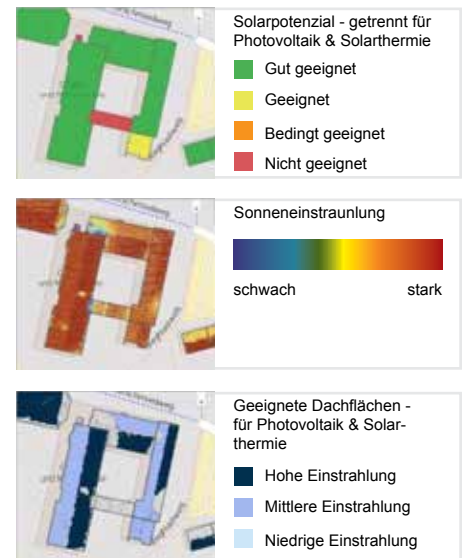 Solarpotenzial - getrennt für
Photovoltaik & Solarthermie
Gut geeignet
Geeignet
Bedingt geeignet
Nicht geeignet
Sonneneinstraunlung
schwach stark
Geeignete Dachflächen -
für Photovoltaik & Solar-
thermie
Hohe Einstrahlung
Mittlere Einstrahlung
Niedrige Einstrahlung